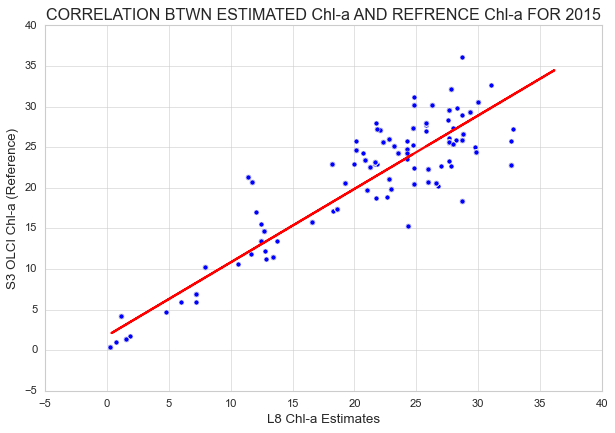 CORRELATION BTWN ESTIMATED Chl-a AND REFRENCE Chl-a FOR 2015
40
35
30
25
20
15
10
5
0
−5
S3 OLCI Chl-a (Reference)
−5 0 5 10 15 20 25 30 35 40
L8 Chl-a Estimates